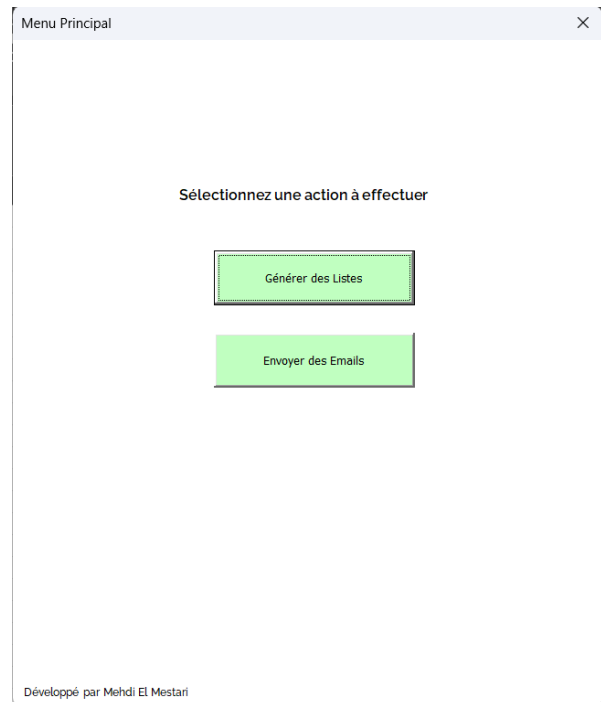 Menu Principal
Sélectionnez une action à effectuer
Générer des Listes
Envoyer des Emails
Développé par Mehdi El Mestari